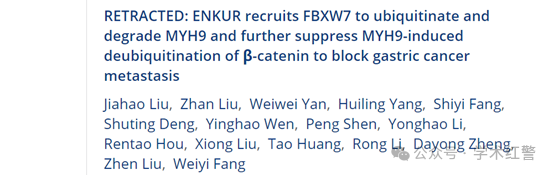 RETRACTED: ENKUR recruits FBXW7 to ubiquitinate and
degrade MYH9 and further suppress MYH9-induced
deubiquitination of β-catenin to block gastric cancer
metastasis
Jiahao Liu, Zhan Liu, Weiwei Yan, Huiling Yang, Shiyi Fang,
Shuting Deng, Yinghao Wen, Peng Shen, Yonghao Li,
Rentao Hou, Xiong Liu, Tao Huang, Rong Li, Dayong Zheng,
Zhen Liu, Weiyi Fang
公众号 · 学术红警